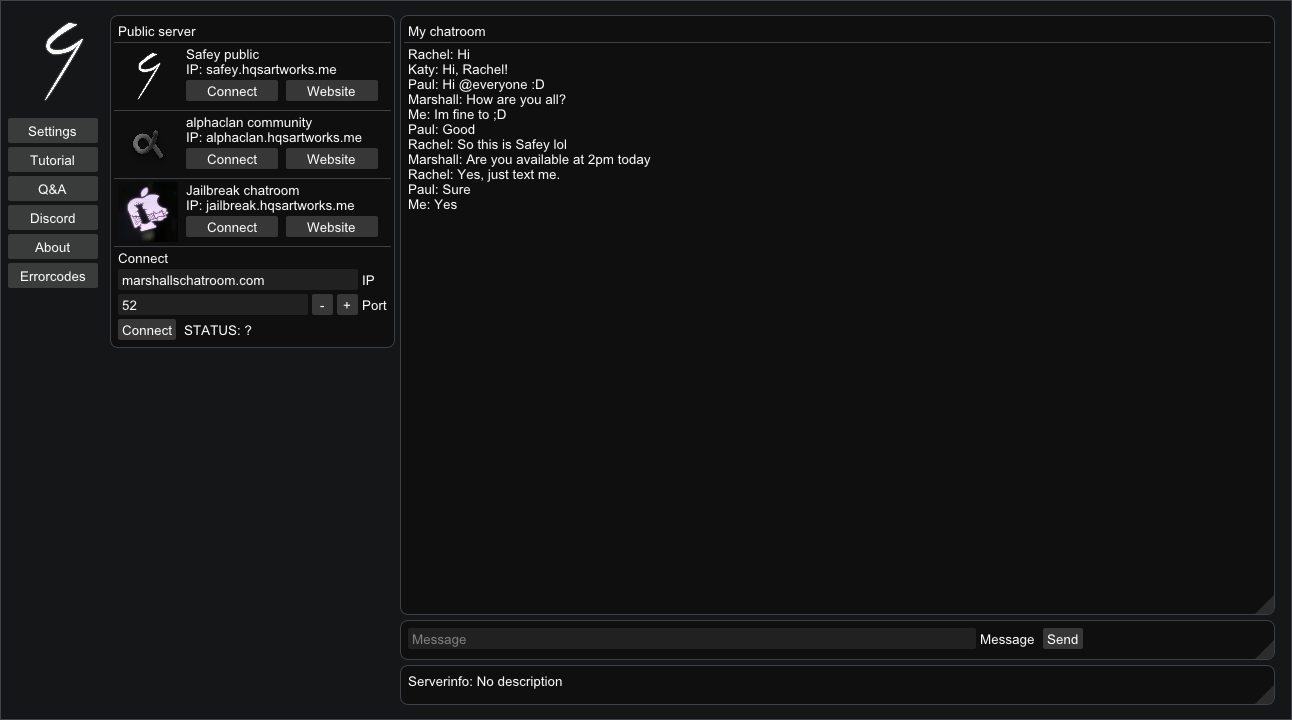 Settings
Tutorial
Q&A
Discord
About
Errorcodes
Public server
Safey public
IP: safey.hqsartworks.me
Connect Website
alphaclan community
IP: alphaclan.hqsartworks.me
Connect Website
Jailbreak chatroom
IP: jailbreak.hqsartworks.me
Connect Website
Connect
marshallschatroom.com IP
52 - + Port
Connect STATUS: ?
My chatroom
Rachel: Hi
Katy: Hi, Rachel!
Paul: Hi @everyone :D
Marshall: How are you all?
Me: Im fine to ;D
Paul: Good
Rachel: So this is Safey lol
Marshall: Are you available at 2pm today
Rachel: Yes, just text me.
Paul: Sure
Me: Yes
Message Message Send
Serverinfo: No description